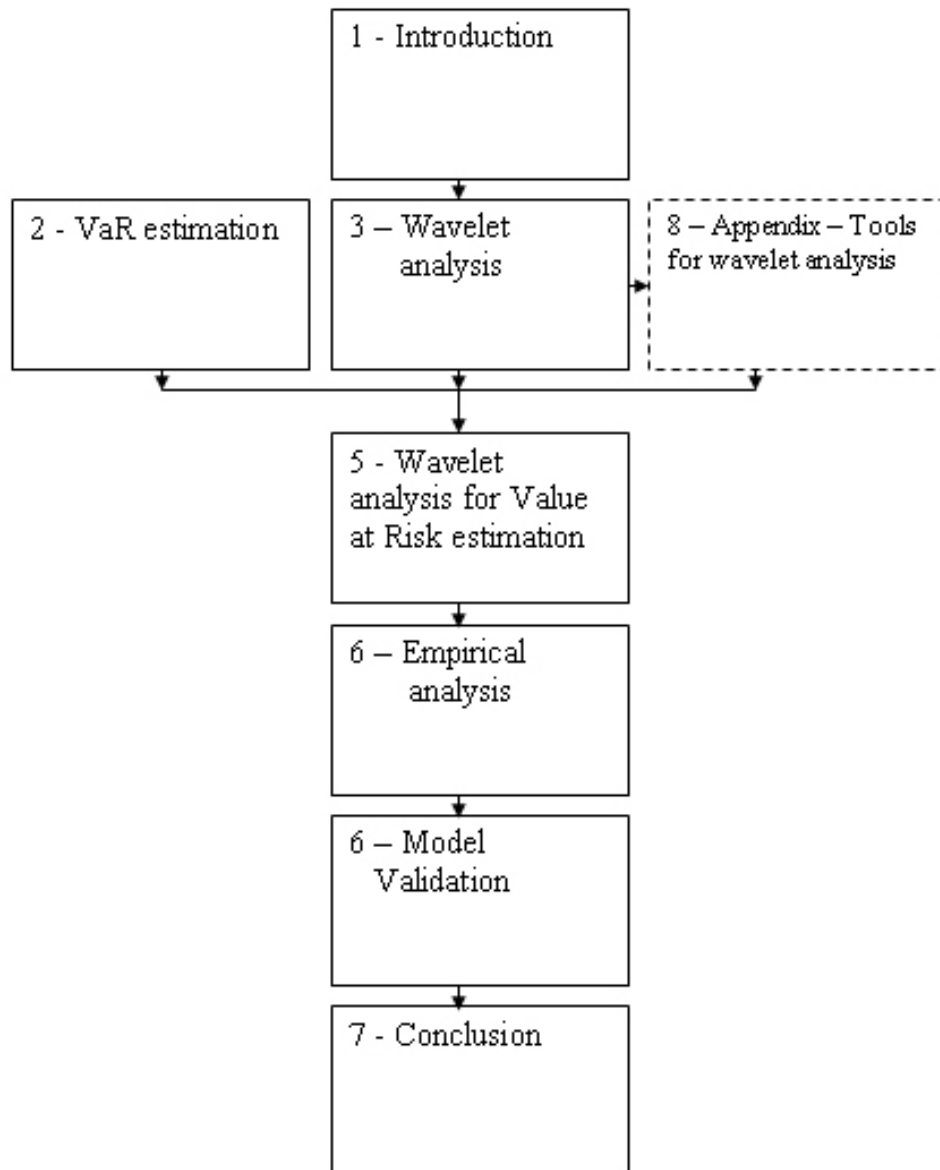 1 - Introduction
2 - VaR estimation
3 – Wavelet
analysis
8 – Appendix – Tools
for wavelet analysis
5 - Wavelet
analysis for Value
at Risk estimation
6 – Empirical
analysis
6 – Model
Validation
7 - Conclusion